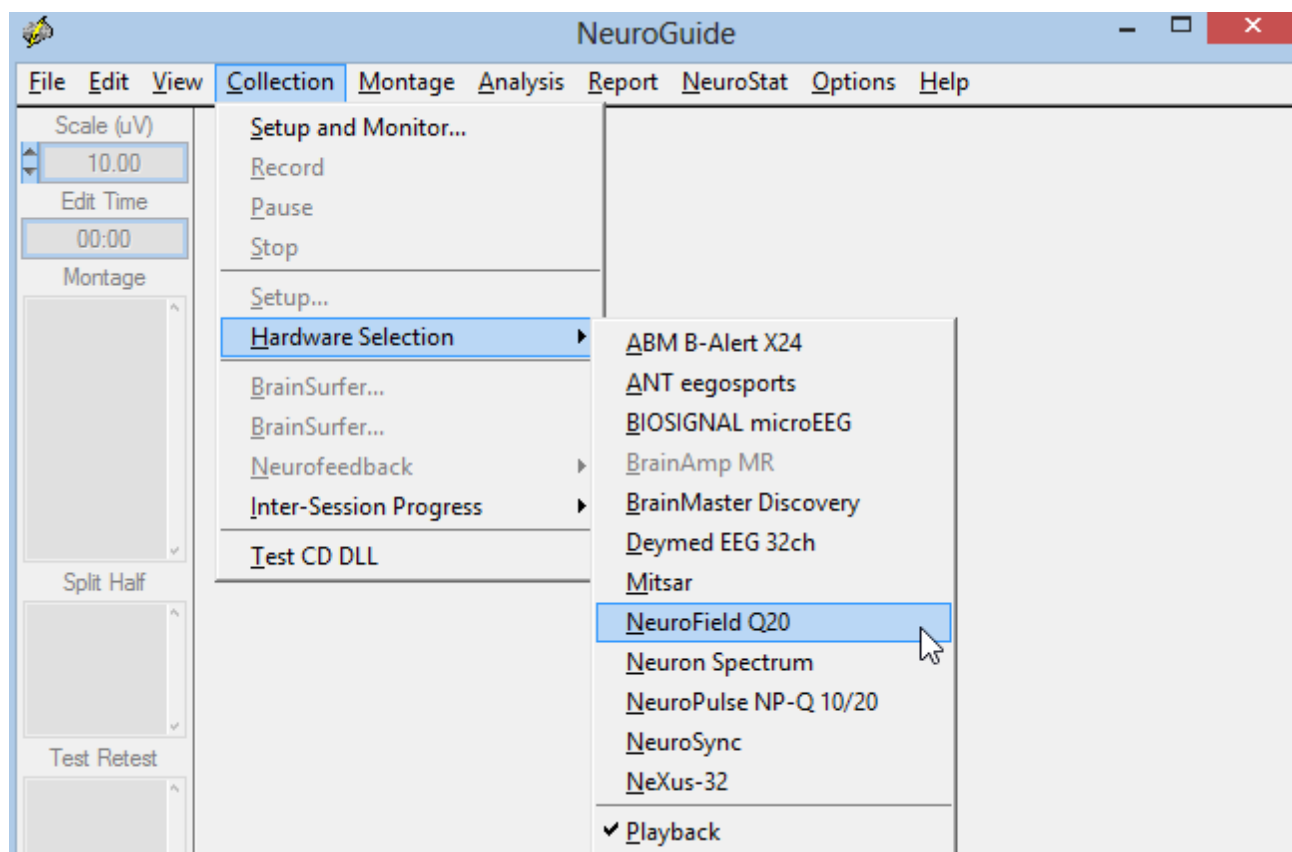 NeuroGuide
File Edit View Collection Montage Analysis Report NeuroStat Options Help
Scale (uV)
10.00
Edit Time
00:00
Montage
Split Half
Test Retest
Setup and Monitor...
Record
Pause
Stop
Setup...
Hardware Selection
BrainSurfer...
BrainSurfer...
Neurofeedback
Inter-Session Progress
Test CD DLL
ABM B-Alert X24
ANT eegosports
BIOSIGNAL microEEG
BrainAmp MR
BrainMaster Discovery
Deymed EEG 32ch
Mitsar
NeuroField Q20
Neuron Spectrum
NeuroPulse NP-Q 10/20
NeuroSync
NeXus-32
Playback